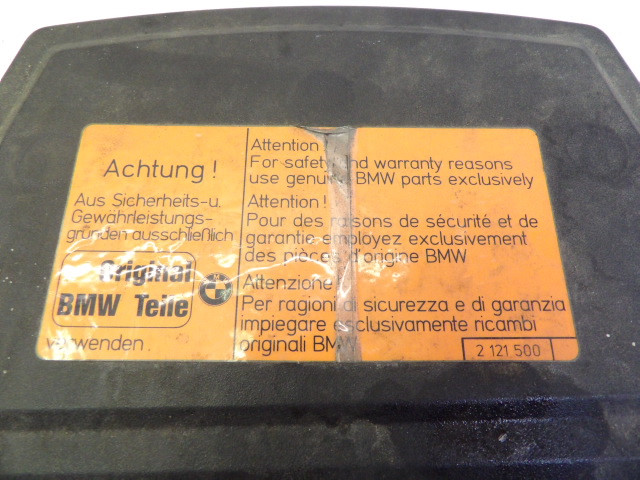 Achtung !
Aus Sicherheits-u.
Gewährleistungs-
gründen ausschließlich
Original
BMW Teile
verwenden.
Attention
For safety and warranty reasons
use genuine BMW parts exclusively
Attention !
Pour des raisons de sécurité et de
garantie employez exclusivement
des pièces d'origine BMW
Attenzione
Per ragioni di sicurezza e di garanzia
impiegare esclusivamente ricambi
originali BMW
2 121 500